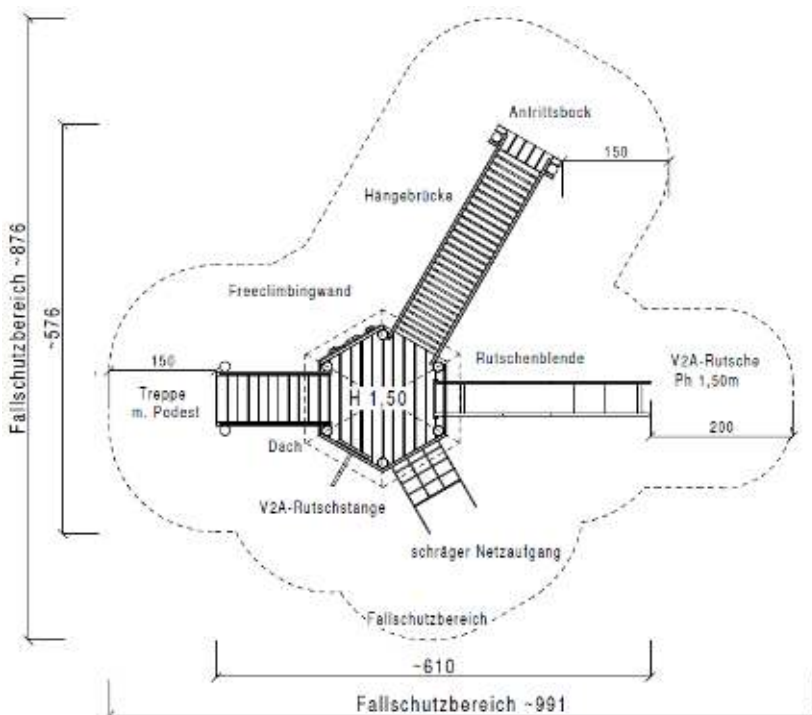 Antrittsbock
150
Hängebrücke
Fallschutzbereich ~876
~576
Freeclimbingwand
150
Treppe
m. Podest
H 1,50
Rutschenblende
V2A-Rutsche
Ph 1,50m
200
Dach
V2A-Rutschstange
schräger Netzaufgang
Fallschutzbereich
~610
Fallschutzbereich ~991